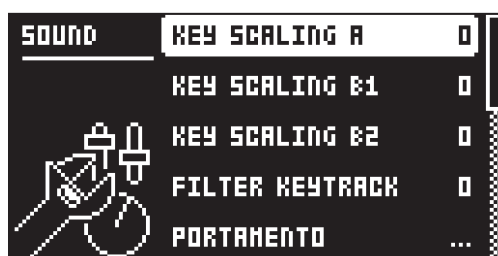 SOUND
KEY SCALING A 0
KEY SCALING B1 0
KEY SCALING B2 0
FILTER KEYTRACK 0
PORTAMENTO ...